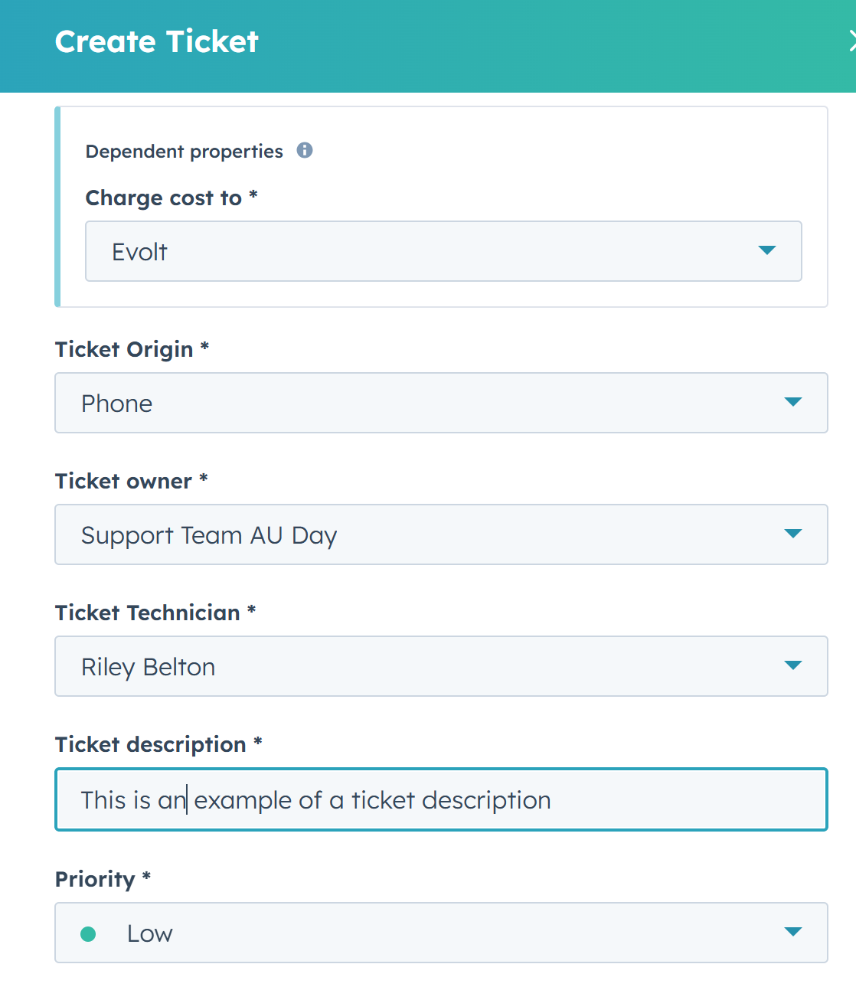 Create Ticket
Dependent properties
Charge cost to *
Evolt
Ticket Origin *
Phone
Ticket owner *
Support Team AU Day
Ticket Technician *
Riley Belton
Ticket description *
This is an example of a ticket description
Priority *
Low